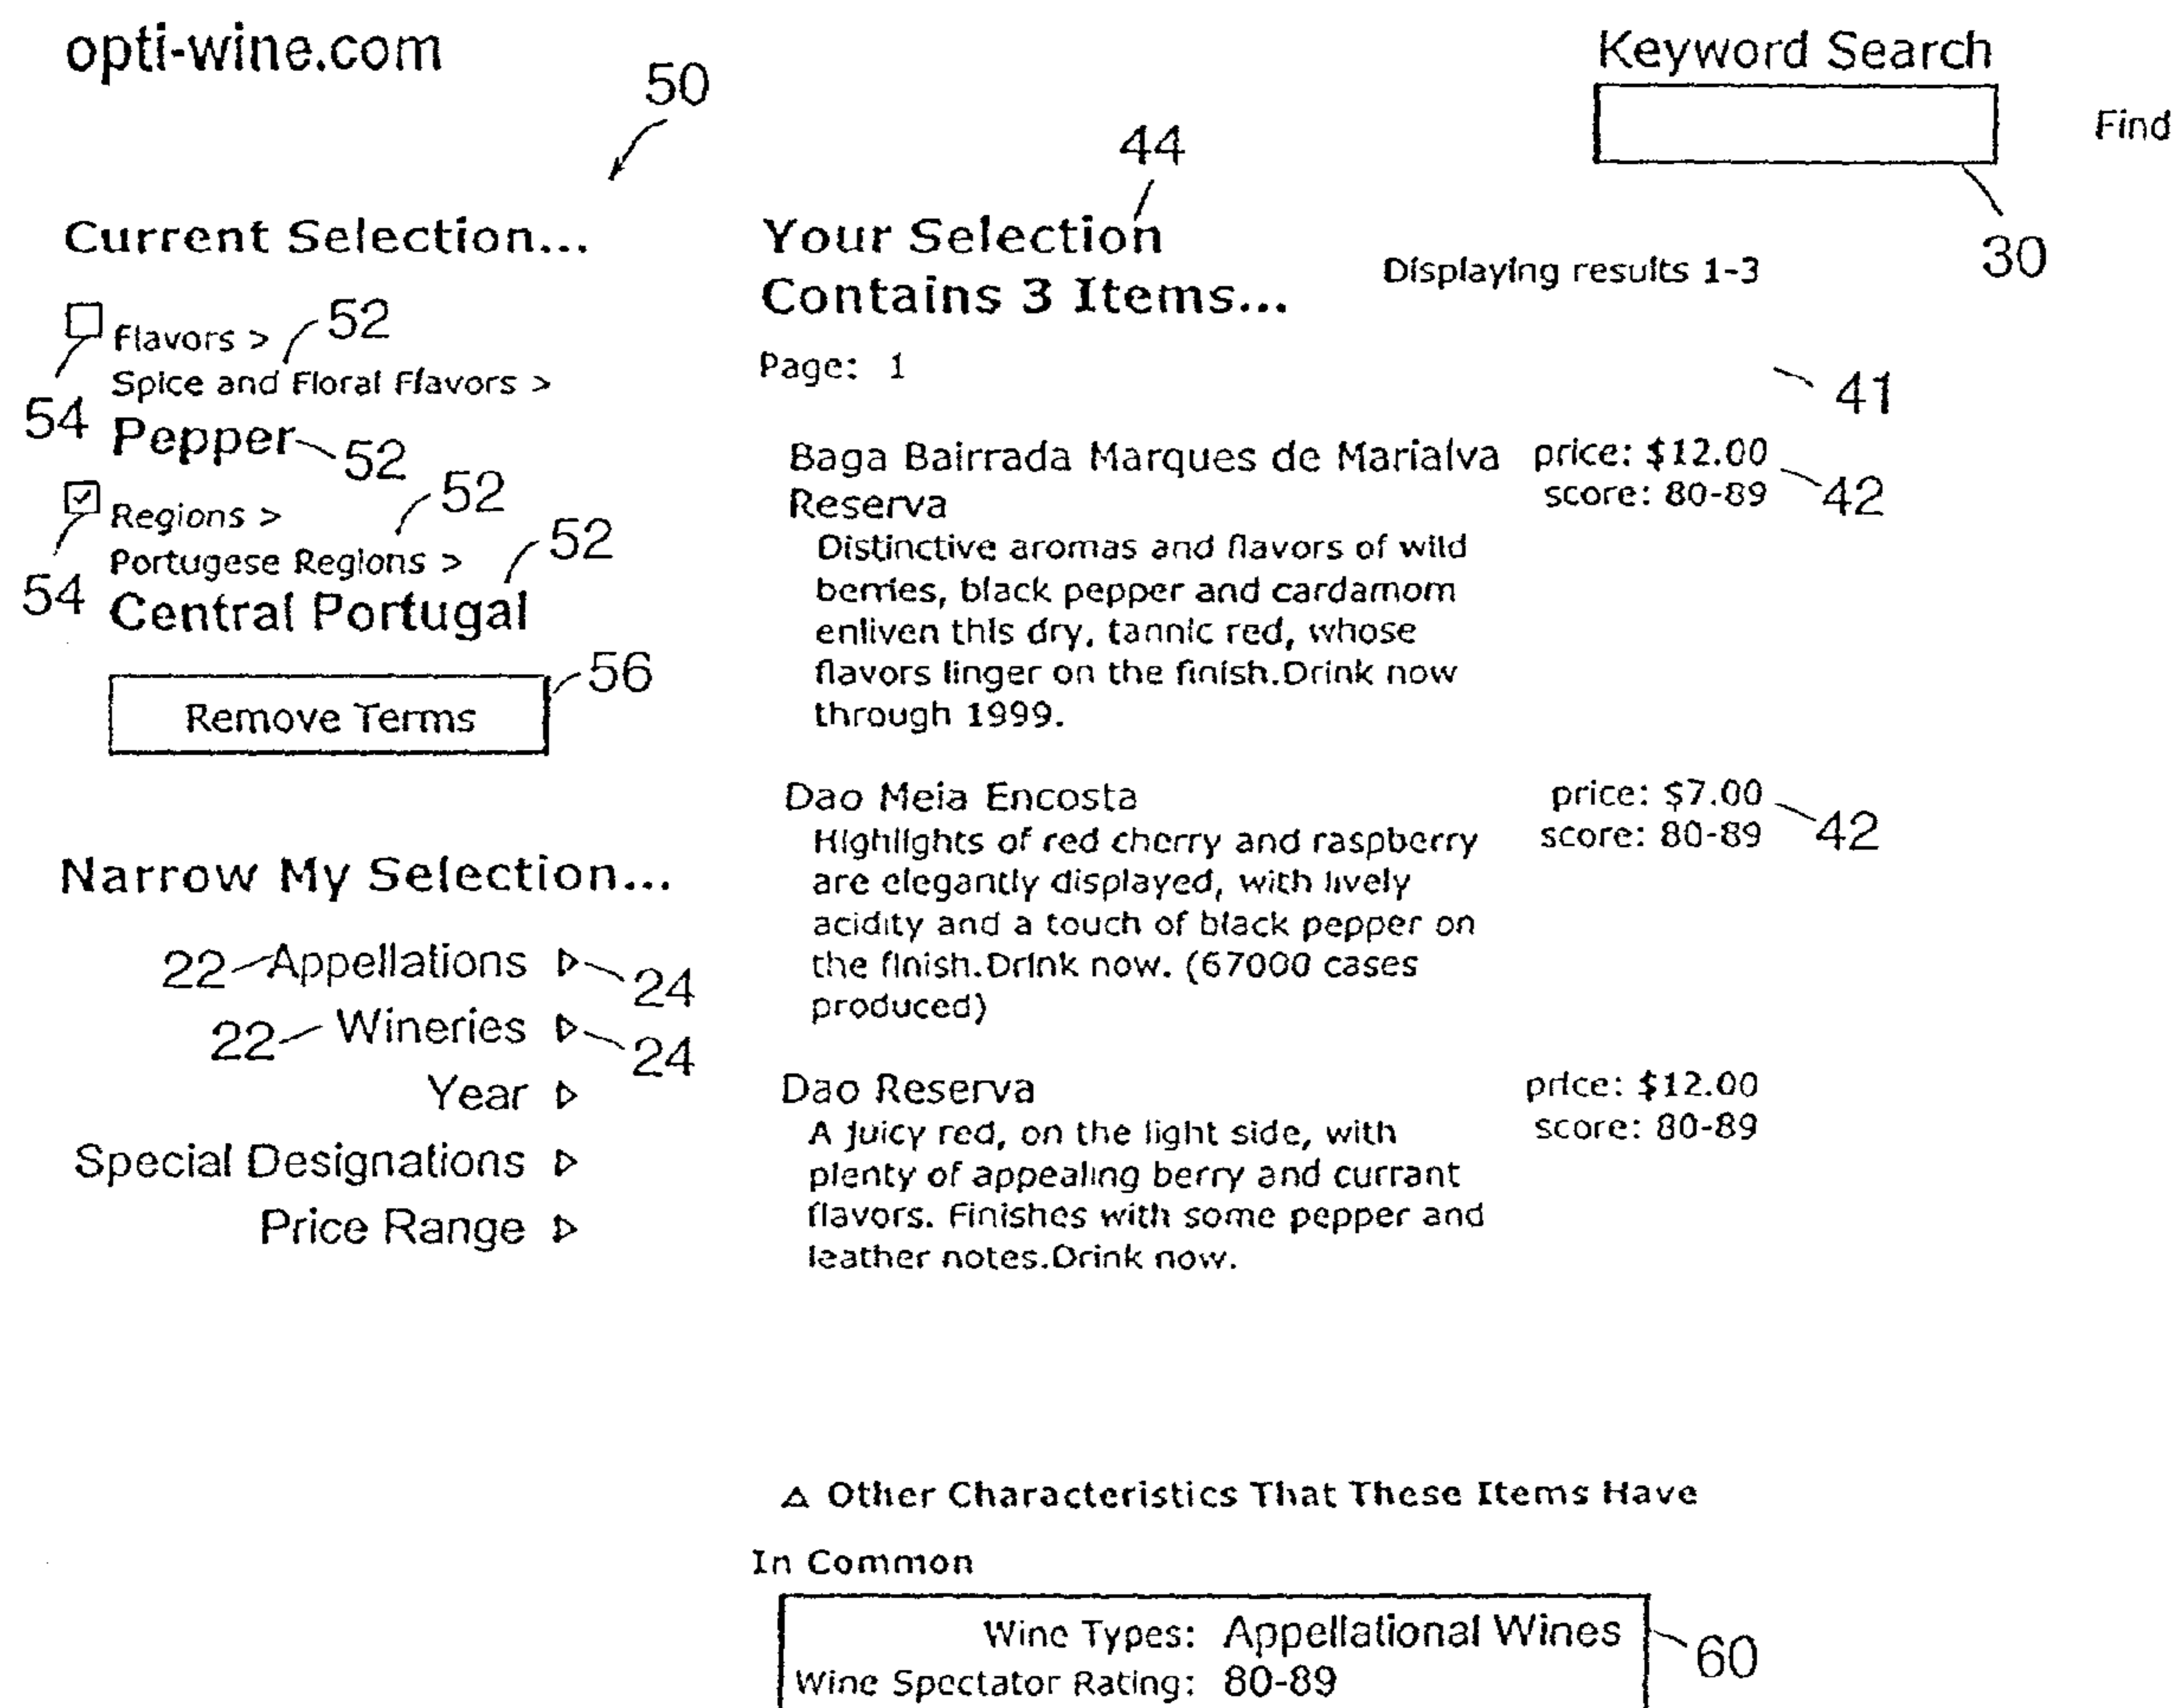 opti-wine.com
50
44
Keyword Search
Find
30
Current Selection...
Flavors >
52
Spice and Floral Flavors >
54
Pepper
52
52
Regions >
Portugese Regions >
52
54
Central Portugal
56
Remove Terms
Narrow My Selection...
22 Appellations 24
22 Wineries 24
Year
Special Designations
Price Range
Your Selection
Contains 3 Items...
Displaying results 1-3
Page: 1
41
Baga Bairrada Marques de Marialva price: $12.00
Reserva score: 80-89
42
Distinctive aromas and flavors of wild
berries, black pepper and cardamom
enliven this dry, tannic red, whose
flavors linger on the finish.Drink now
through 1999.
Dao Meia Encosta price: $7.00
score: 80-89
42
Highlights of red cherry and raspberry
are elegantly displayed, with lively
acidity and a touch of black pepper on
the finish.Drink now. (67000 cases
produced)
Dao Reserva price: $12.00
score: 80-89
A juicy red, on the light side, with
plenty of appealing berry and currant
flavors. Finishes with some pepper and
leather notes.Drink now.
Other Characteristics That These Items Have
In Common
Wine Types: Appellational Wines
60
Wine Spectator Rating: 80-89